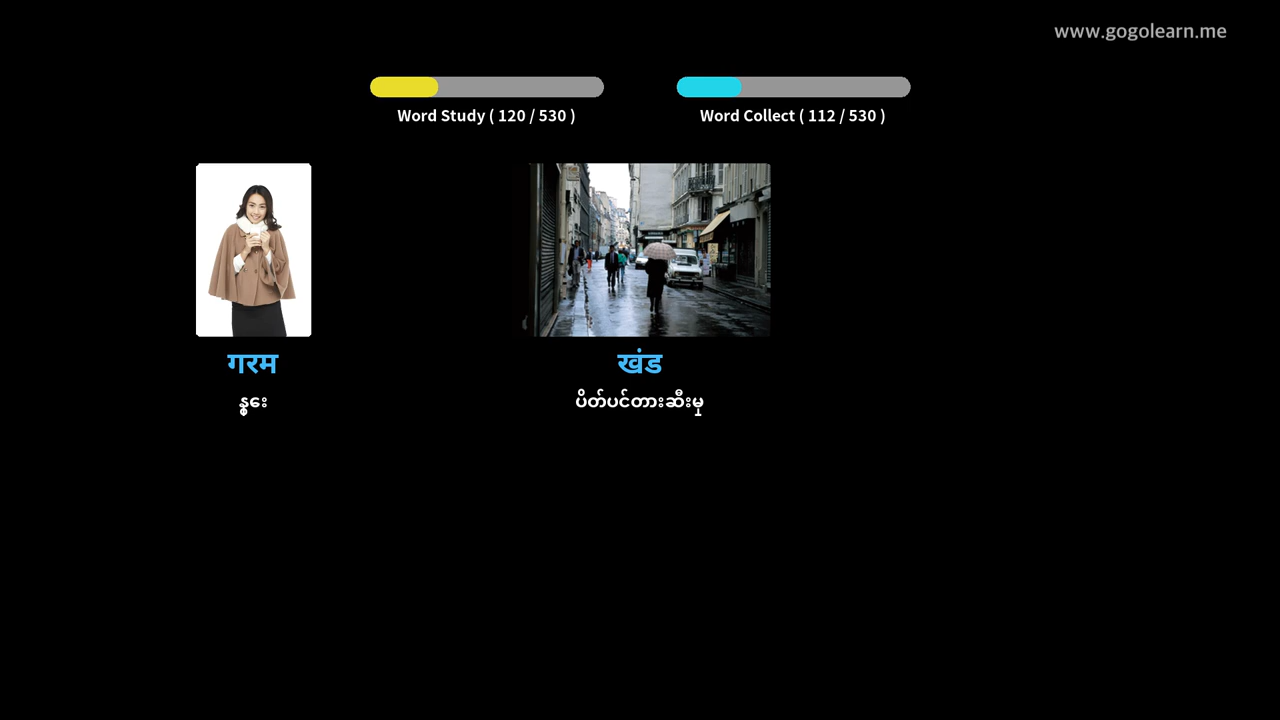 www.gogolearn.me
Word Study ( 120 / 530 )
Word Collect ( 112 / 530 )
गरम
खंड
နွှေး
ပိတ်ပင်တားဆီးမှု